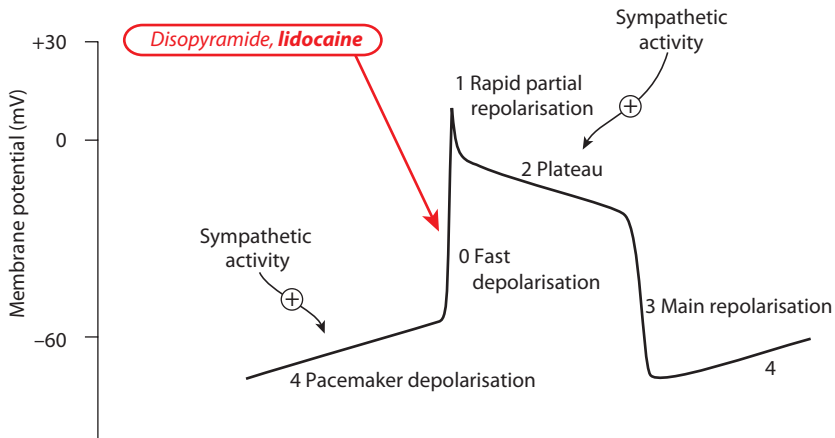 +30
Disopyramide, lidocaine
Sympathetic
activity
+
1 Rapid partial
repolarisation
0
2 Plateau
Membrane potential (mV)
Sympathetic
activity
+
0 Fast
depolarisation
3 Main repolarisation
–60
4 Pacemaker depolarisation
4